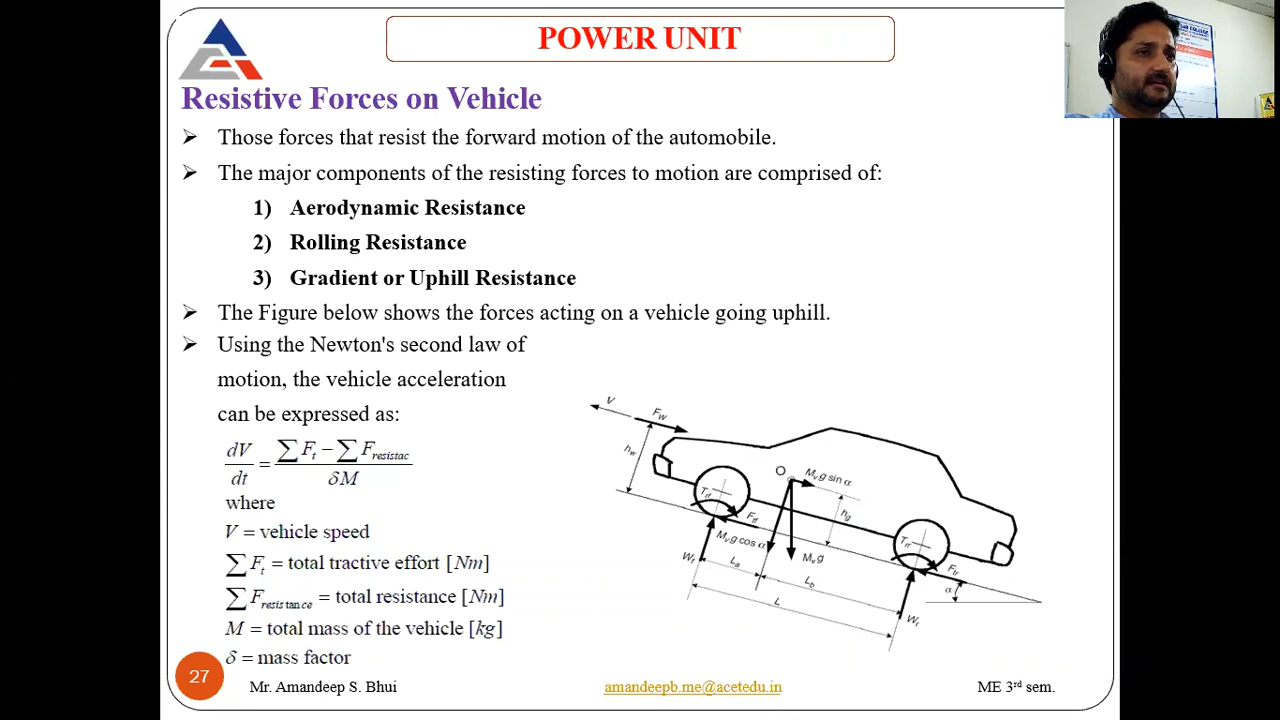 POWER UNIT
Resistive Forces on Vehicle
➢ Those forces that resist the forward motion of the automobile.
➢ The major components of the resisting forces to motion are comprised of:
1) Aerodynamic Resistance
2) Rolling Resistance
3) Gradient or Uphill Resistance
➢ The Figure below shows the forces acting on a vehicle going uphill.
➢ Using the Newton's second law of
motion, the vehicle acceleration
can be expressed as:
dV/dt = (∑F_t − ∑F_resistac) / δM
where
V = vehicle speed
∑F_t = total tractive effort [Nm]
∑F_resistance = total resistance [Nm]
M = total mass of the vehicle [kg]
δ = mass factor
V
F_w
h_w
O
M_v g sin α
T_rf
F_tf
h_g
M_v g cos α
M_v g
T_rr
F_tr
W_f
L_a
L_b
L
α
W_r
27
Mr. Amandeep S. Bhui
amandeepb.me@acetedu.in
ME 3rd sem.